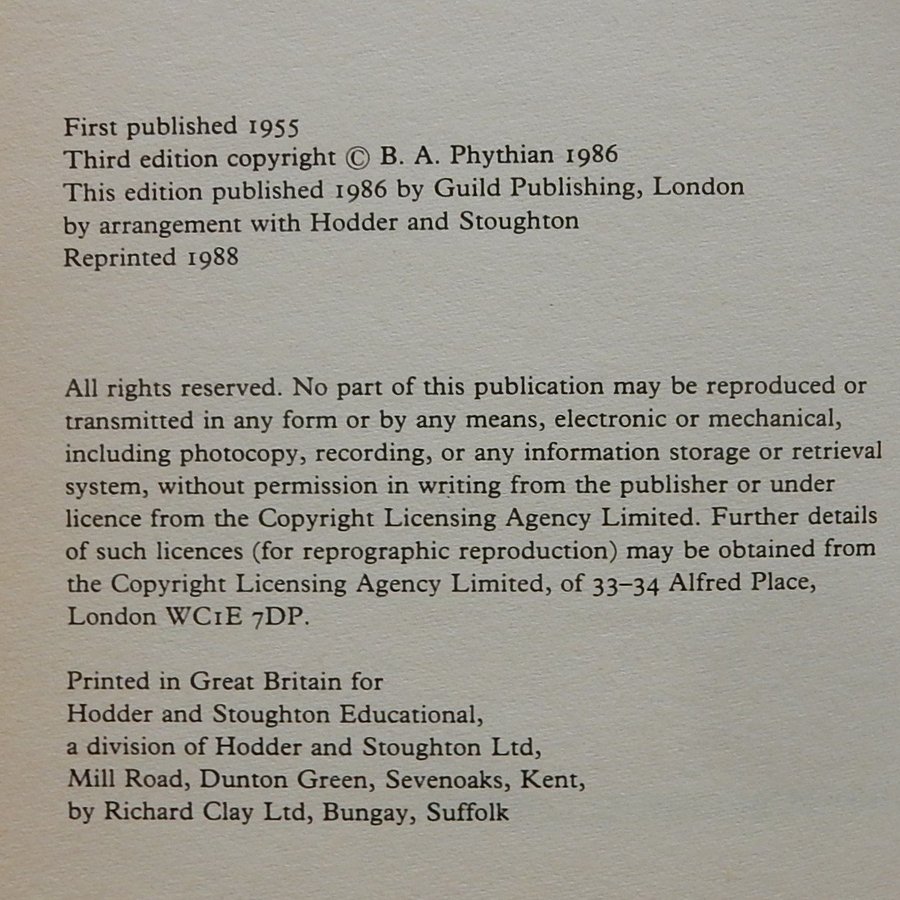 First published 1955
Third edition copyright © B. A. Phythian 1986
This edition published 1986 by Guild Publishing, London
by arrangement with Hodder and Stoughton
Reprinted 1988
All rights reserved. No part of this publication may be reproduced or
transmitted in any form or by any means, electronic or mechanical,
including photocopy, recording, or any information storage or retrieval
system, without permission in writing from the publisher or under
licence from the Copyright Licensing Agency Limited. Further details
of such licences (for reprographic reproduction) may be obtained from
the Copyright Licensing Agency Limited, of 33–34 Alfred Place,
London WC1E 7DP.
Printed in Great Britain for
Hodder and Stoughton Educational,
a division of Hodder and Stoughton Ltd,
Mill Road, Dunton Green, Sevenoaks, Kent,
by Richard Clay Ltd, Bungay, Suffolk